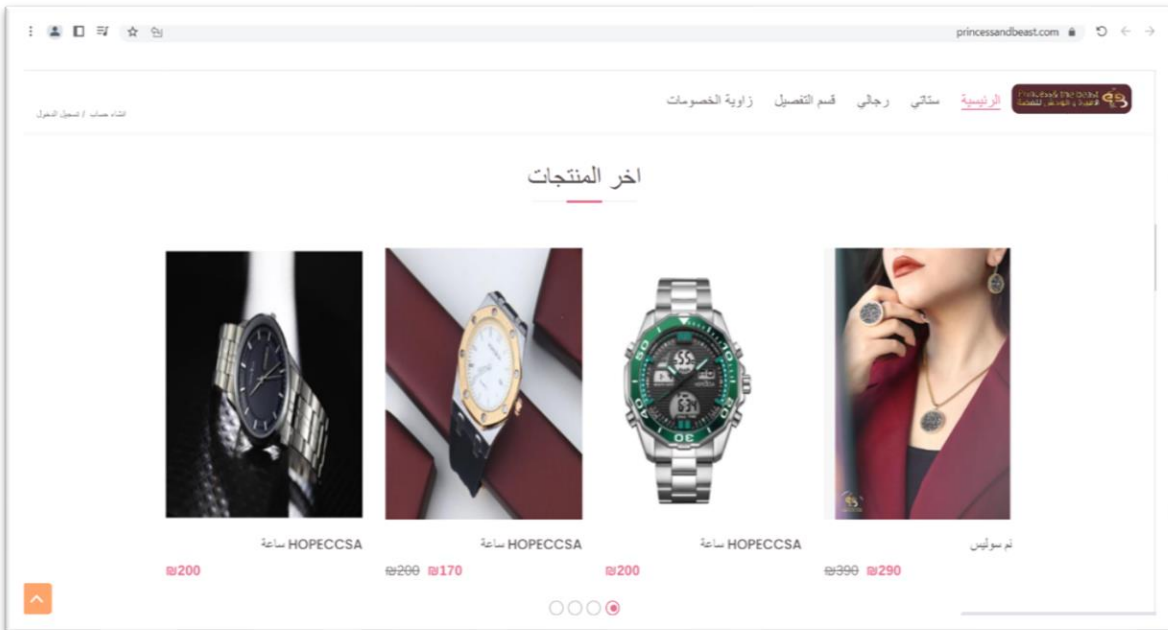 princessandbeast.com
الرئيسية ستاتي رجالي قسم التفصيل زاوية الخصومات
انشاء حساب / تسجيل الدخول
اخر المنتجات
تم سوليس
₪390 ₪290
ساعة HOPECCSA
₪200
ساعة HOPECCSA
₪200 ₪170
ساعة HOPECCSA
₪200